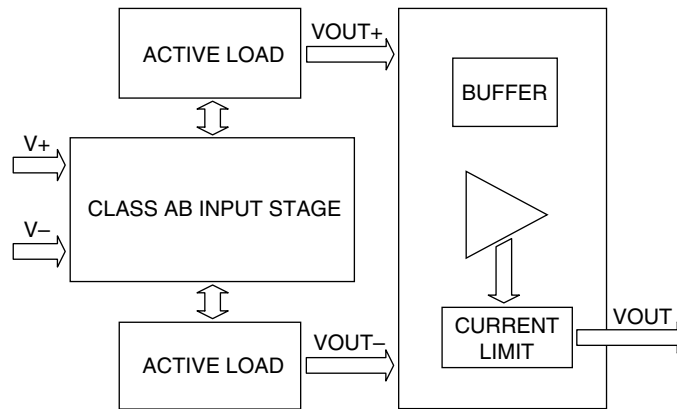 ACTIVE LOAD
VOUT+
BUFFER
V+
CLASS AB INPUT STAGE
V–
ACTIVE LOAD
VOUT–
CURRENT
LIMIT
VOUT